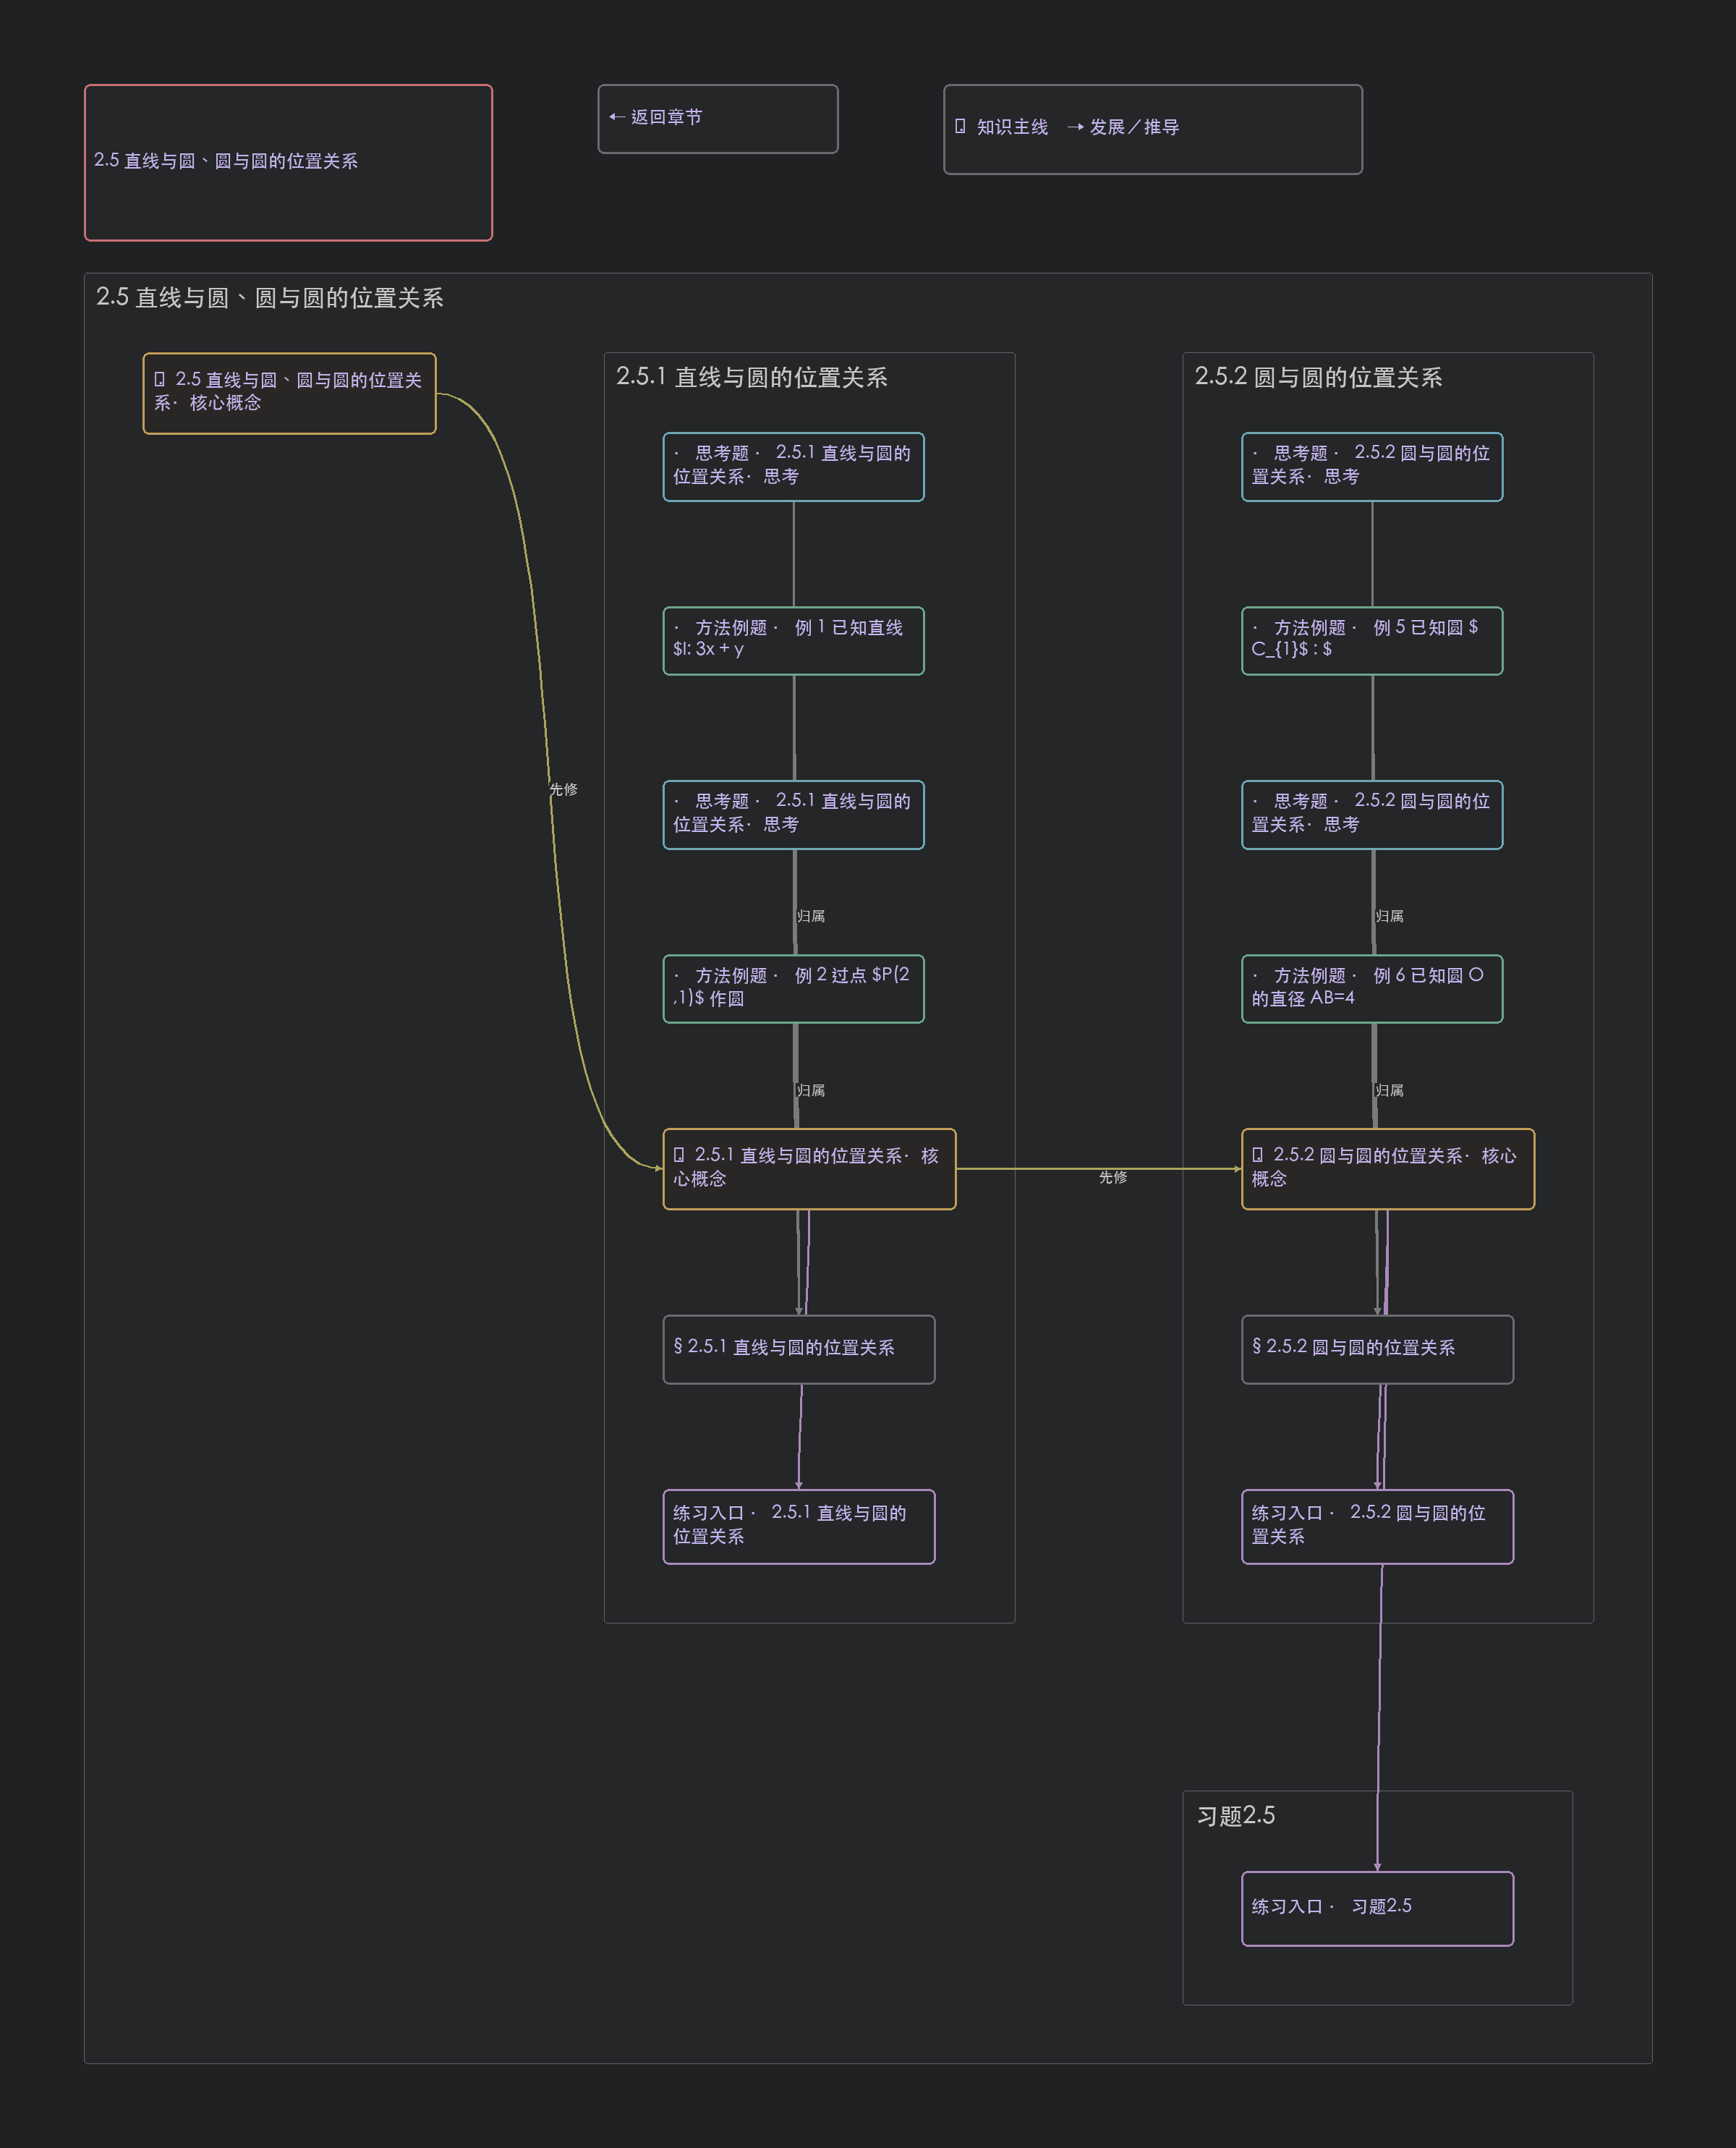 2.5 直线与圆、圆与圆的位置关系
← 返回章节
知识主线 → 发展／推导
2.5 直线与圆、圆与圆的位置关系
2.5 直线与圆、圆与圆的位置关
系· 核心概念
先修
2.5.1 直线与圆的位置关系
· 思考题 · 2.5.1 直线与圆的
位置关系· 思考
· 方法例题 · 例 1 已知直线
$l: 3x + y
· 思考题 · 2.5.1 直线与圆的
位置关系· 思考
归属
· 方法例题 · 例 2 过点 $P(2
,1)$ 作圆
归属
2.5.1 直线与圆的位置关系· 核
心概念
先修
§ 2.5.1 直线与圆的位置关系
练习入口 · 2.5.1 直线与圆的
位置关系
2.5.2 圆与圆的位置关系
· 思考题 · 2.5.2 圆与圆的位
置关系· 思考
· 方法例题 · 例 5 已知圆 $
C_{1}$ : $
· 思考题 · 2.5.2 圆与圆的位
置关系· 思考
归属
· 方法例题 · 例 6 已知圆 O
的直径 AB=4
归属
2.5.2 圆与圆的位置关系· 核心
概念
§ 2.5.2 圆与圆的位置关系
练习入口 · 2.5.2 圆与圆的位
置关系
习题2.5
练习入口 · 习题2.5